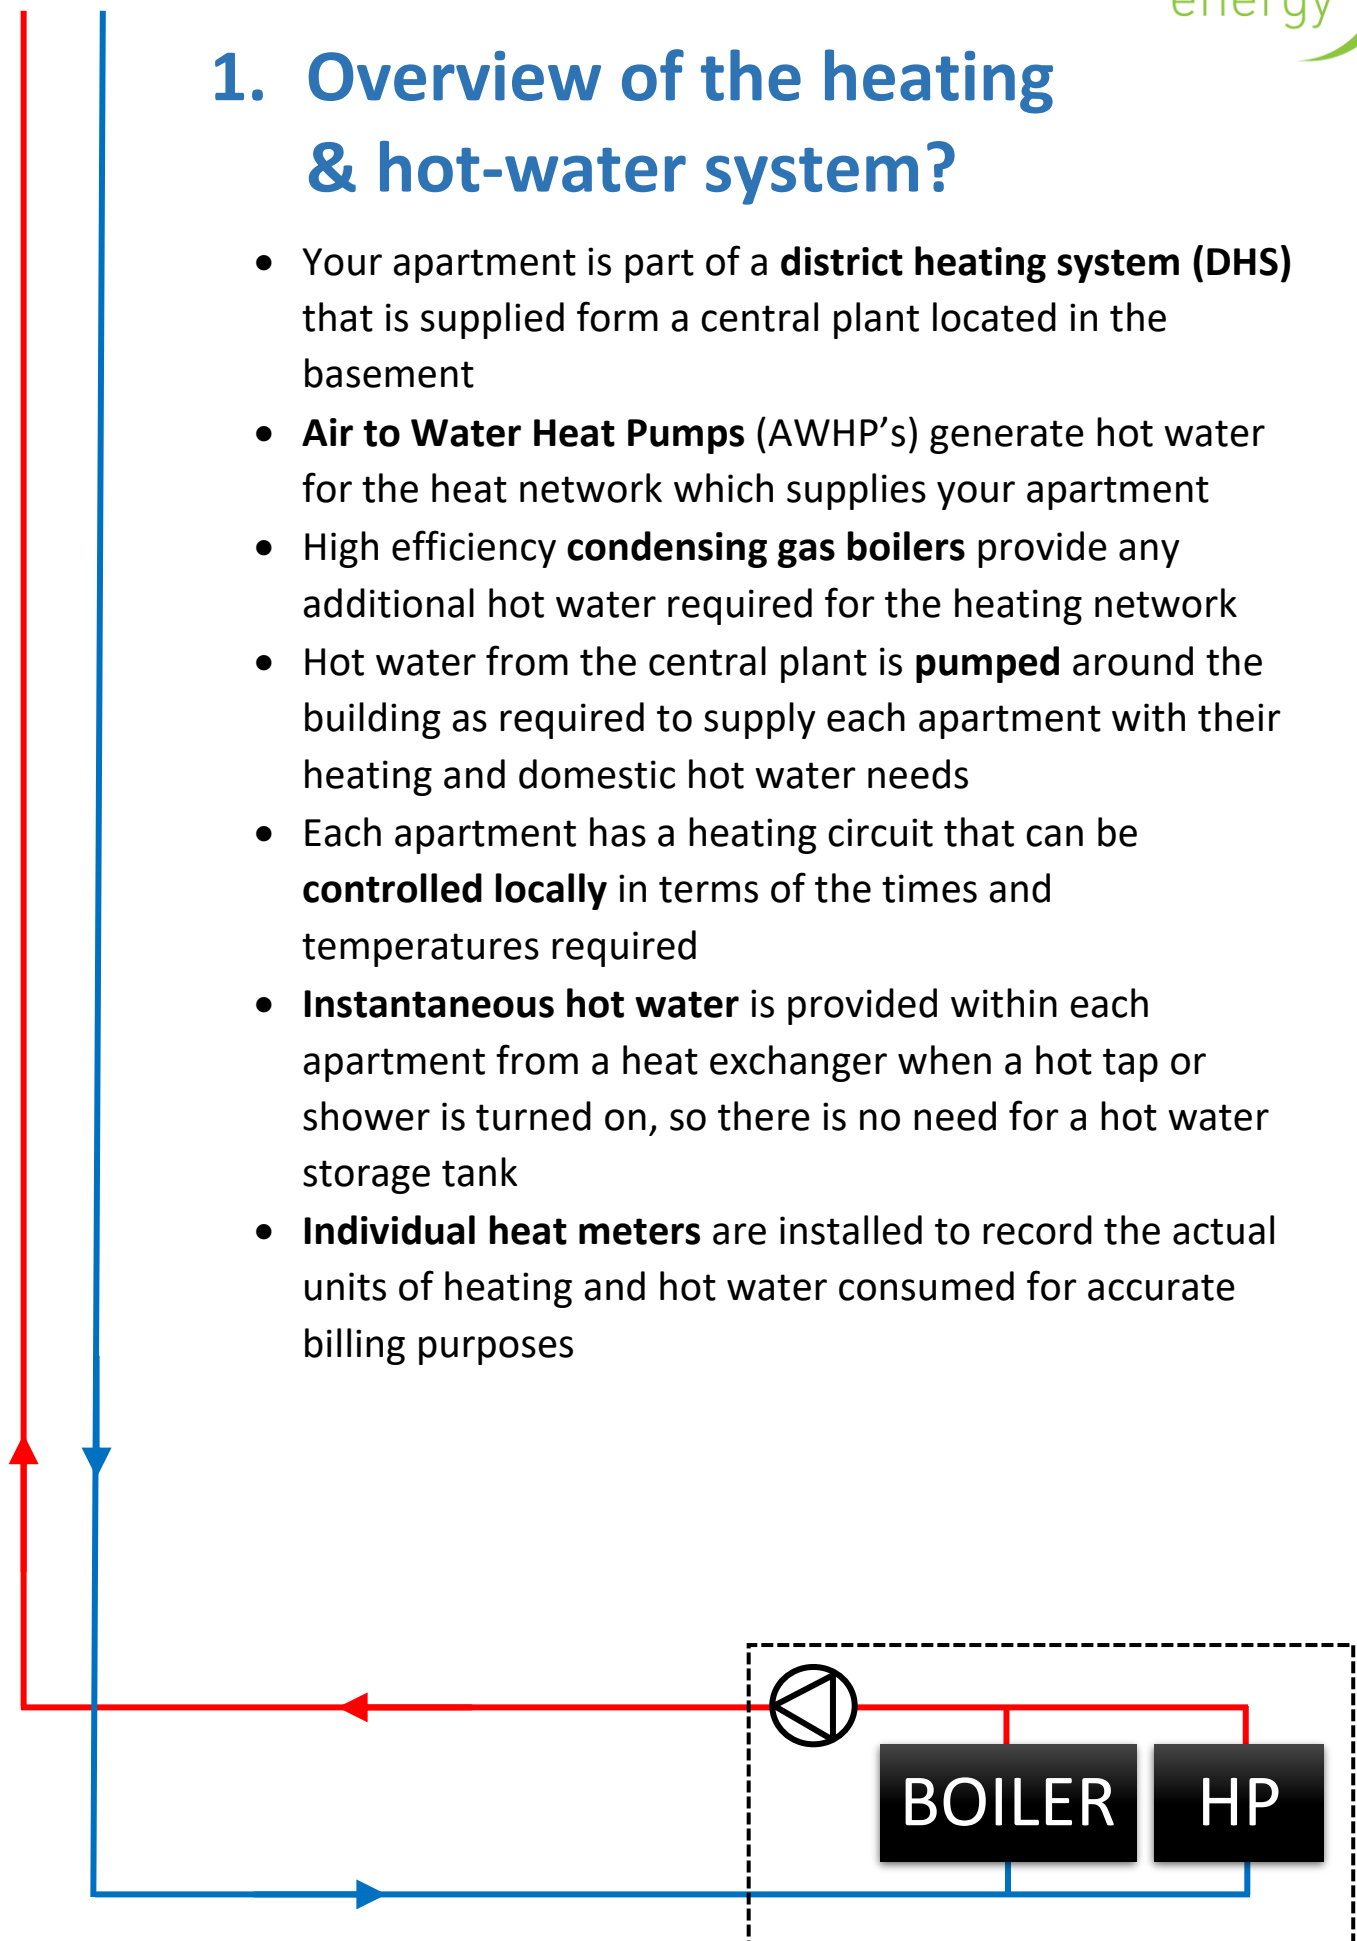 energy
1. Overview of the heating
& hot-water system?
• Your apartment is part of a district heating system (DHS)
that is supplied form a central plant located in the
basement
• Air to Water Heat Pumps (AWHP’s) generate hot water
for the heat network which supplies your apartment
• High efficiency condensing gas boilers provide any
additional hot water required for the heating network
• Hot water from the central plant is pumped around the
building as required to supply each apartment with their
heating and domestic hot water needs
• Each apartment has a heating circuit that can be
controlled locally in terms of the times and
temperatures required
• Instantaneous hot water is provided within each
apartment from a heat exchanger when a hot tap or
shower is turned on, so there is no need for a hot water
storage tank
• Individual heat meters are installed to record the actual
units of heating and hot water consumed for accurate
billing purposes
BOILER HP